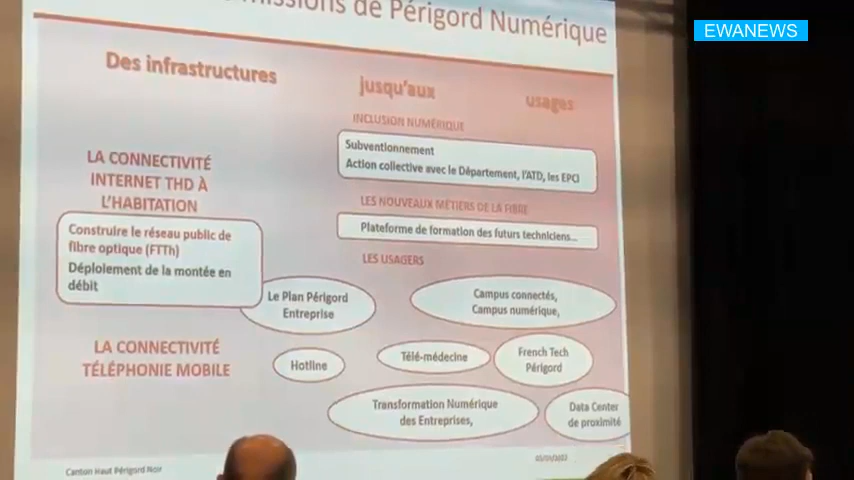 missions de Périgord Numérique
EWANEWS
Des infrastructures
jusqu'aux
usages
INCLUSION NUMÉRIQUE
Subventionnement
Action collective avec le Département, l'ATD, les EPCI
LA CONNECTIVITÉ
INTERNET THD À
L'HABITATION
LES NOUVEAUX MÉTIERS DE LA FIBRE
Plateforme de formation des futurs techniciens...
Construire le réseau public de
fibre optique (FTTh)
Déploiement de la montée en
débit
LES USAGERS
Le Plan Périgord
Entreprise
Campus connectés,
Campus numérique,
LA CONNECTIVITÉ
TÉLÉPHONIE MOBILE
Hotline
Télé-médecine
French Tech
Périgord
Transformation Numérique
des Entreprises,
Data Center
de proximité
Canton Haut Périgord Noir